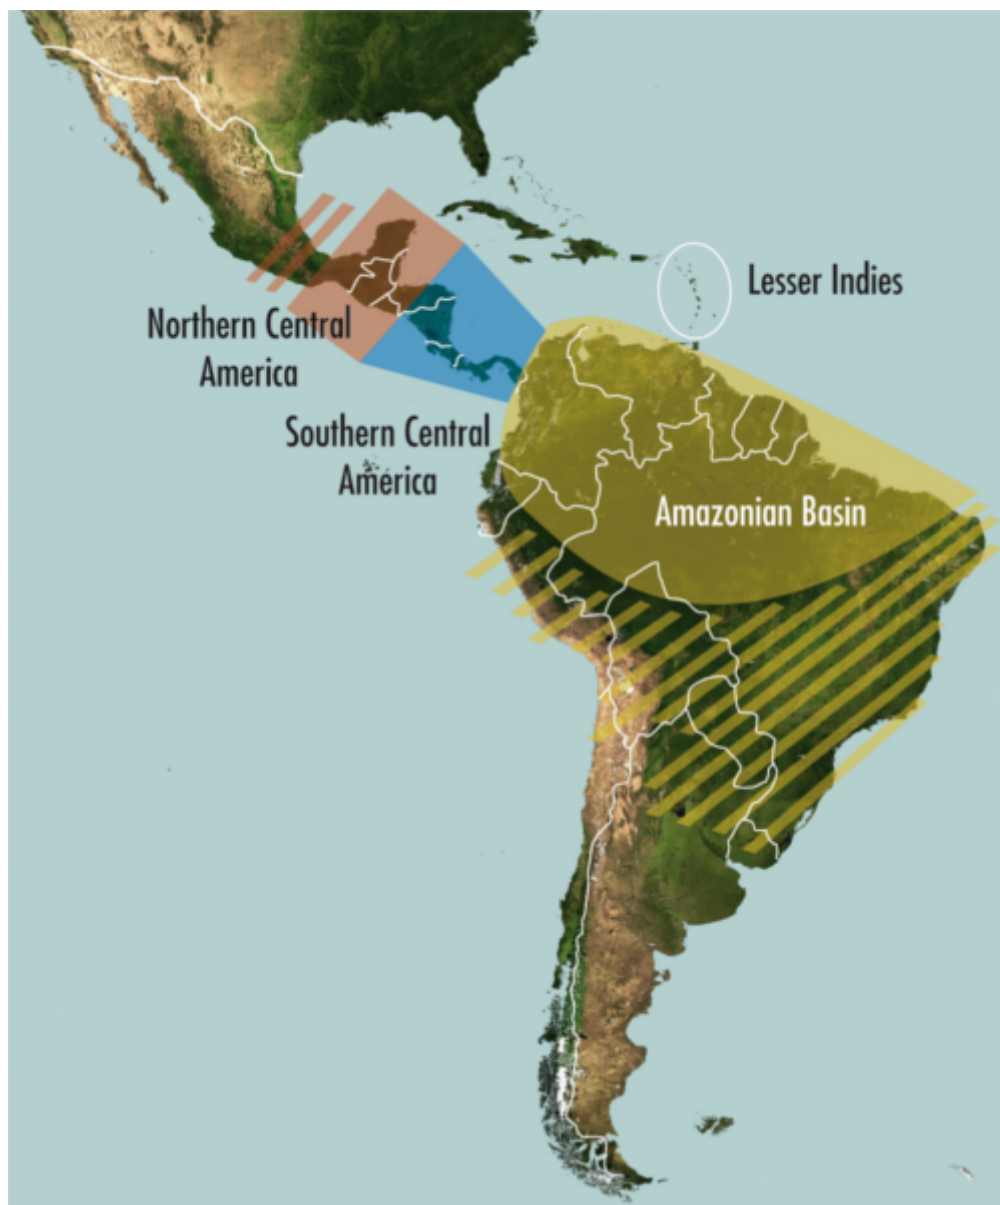 Lesser Indies
Northern Central
America
Southern Central
America
Amazonian Basin